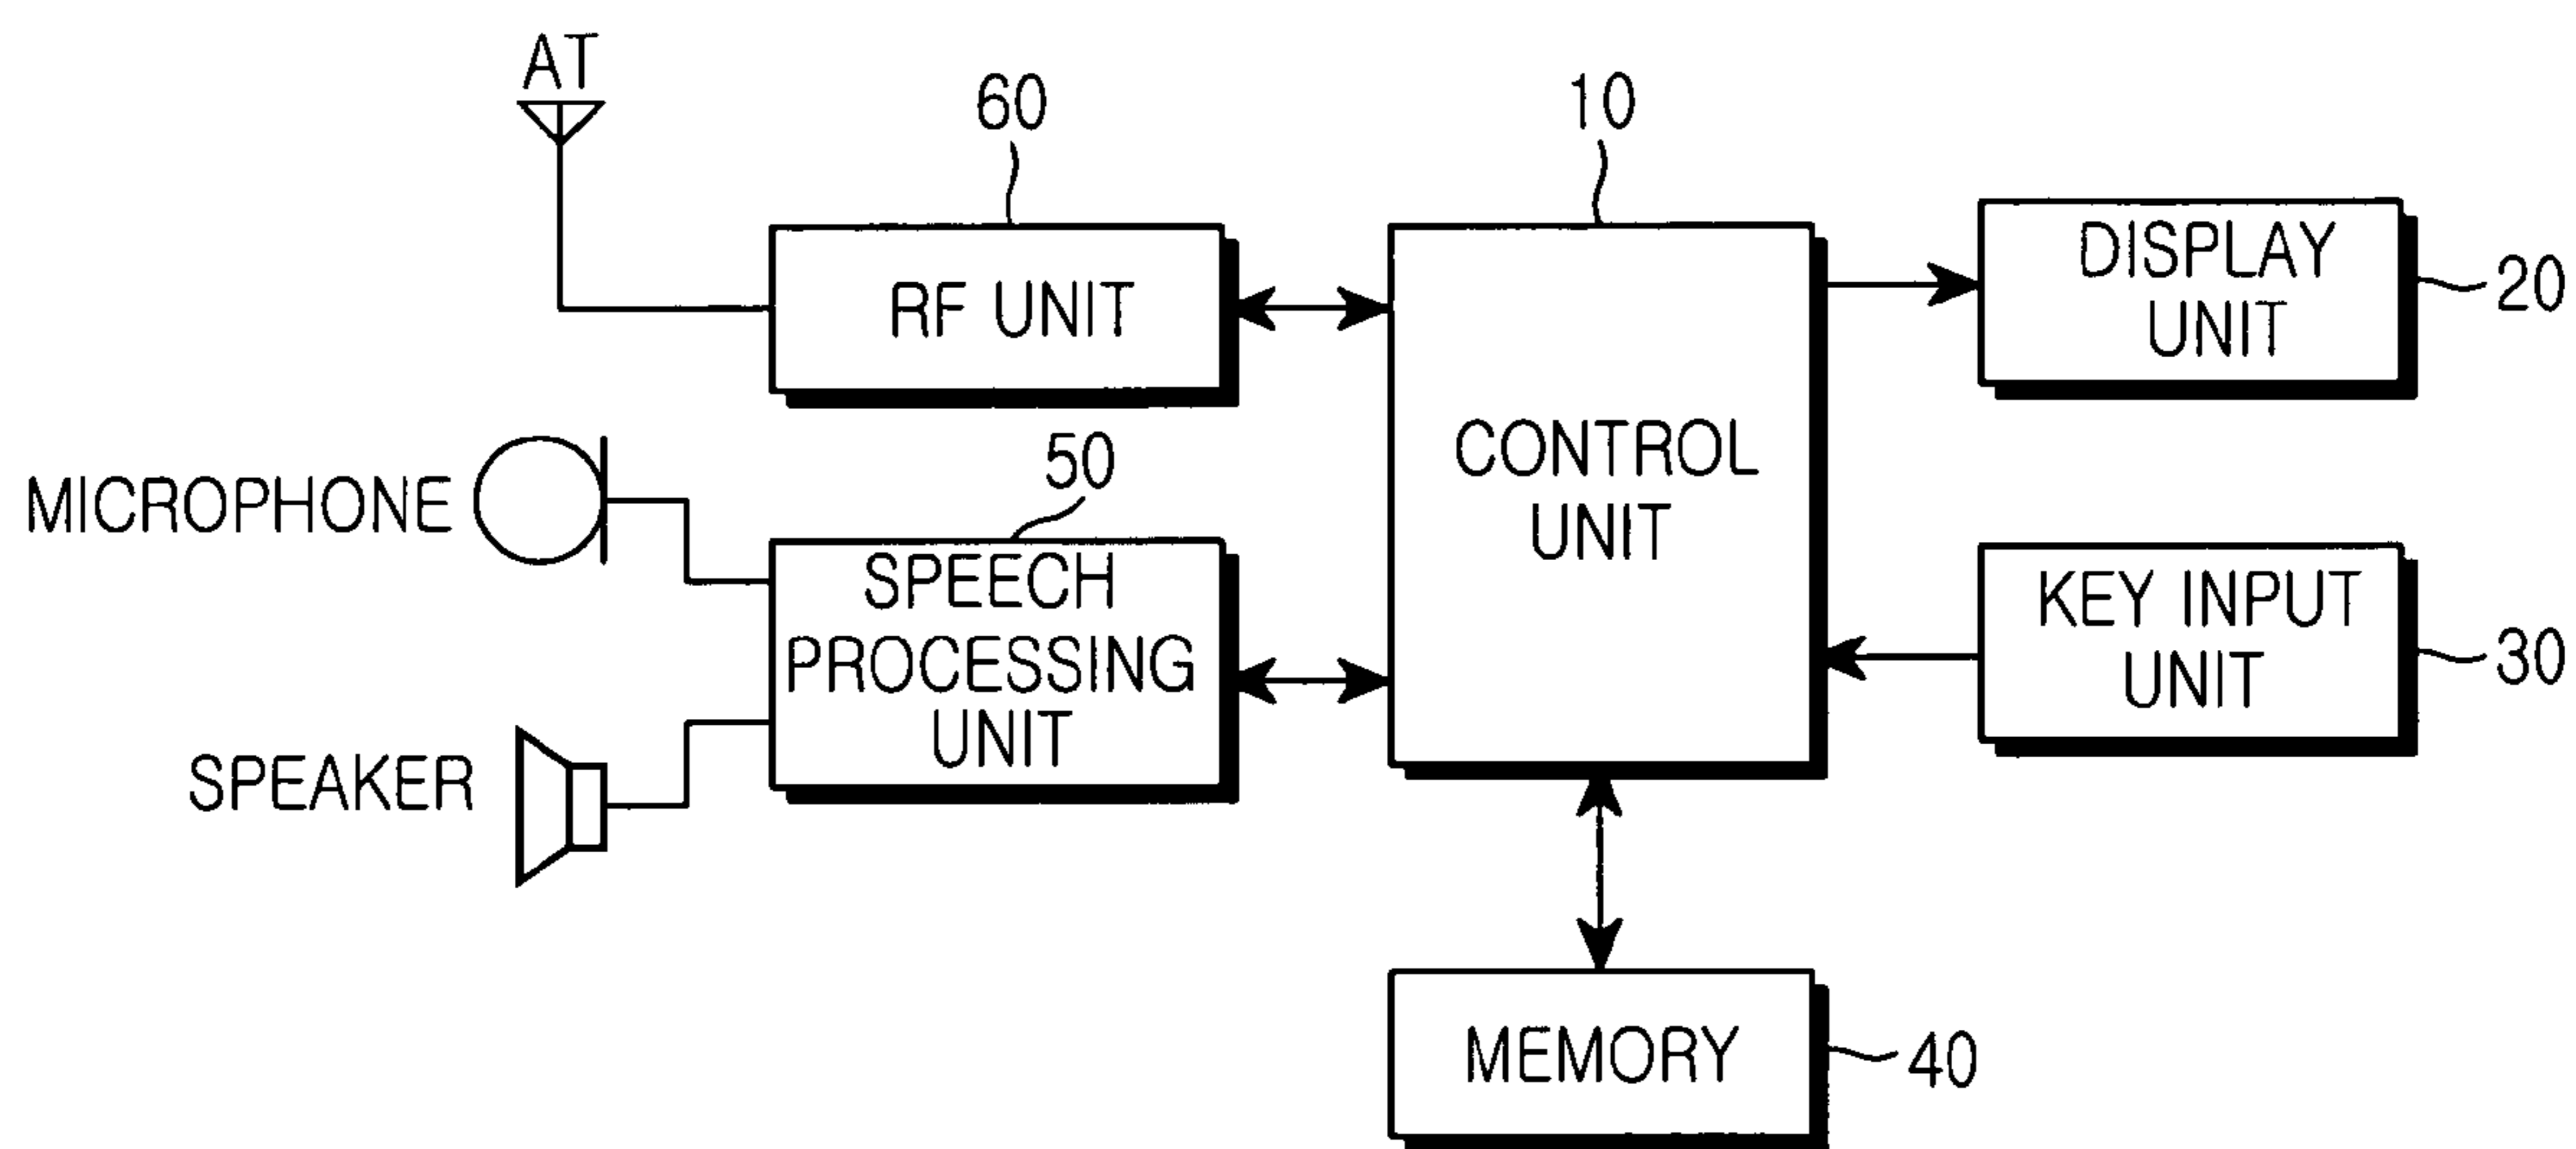 AT
60
10
RF UNIT
DISPLAY
UNIT
20
CONTROL
UNIT
MICROPHONE
50
SPEECH
PROCESSING
UNIT
KEY INPUT
UNIT
30
SPEAKER
MEMORY
40